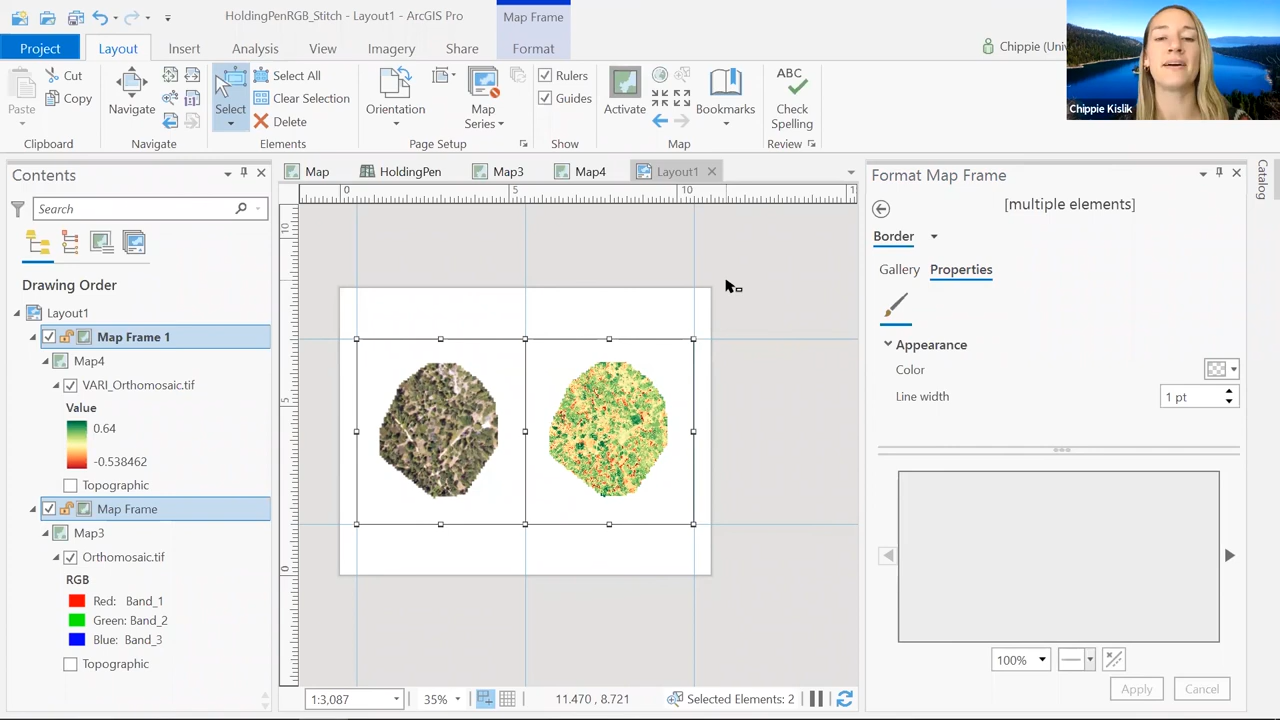 HoldingPenRGB_Stitch - Layout1 - ArcGIS Pro
Map Frame
Chippie (Uni
Project
Layout
Insert
Analysis
View
Imagery
Share
Format
Paste
Cut
Copy
Clipboard
Navigate
Navigate
Select
Select All
Clear Selection
Delete
Elements
Orientation
Map
Series
Page Setup
Rulers
Guides
Show
Activate
Bookmarks
Map
ABC
Check
Spelling
Review
Chippie Kislik
Contents
Search
Drawing Order
Layout1
Map Frame 1
Map4
VARI_Orthomosaic.tif
Value
0.64
-0.538462
Topographic
Map Frame
Map3
Orthomosaic.tif
RGB
Red: Band_1
Green: Band_2
Blue: Band_3
Topographic
Map
HoldingPen
Map3
Map4
Layout1
0
5
10
1
10
5
0
1:3,087
35%
11.470 , 8.721
Selected Elements: 2
Format Map Frame
[multiple elements]
Border
Gallery
Properties
Appearance
Color
Line width
1 pt
100%
Apply
Cancel
Catalog